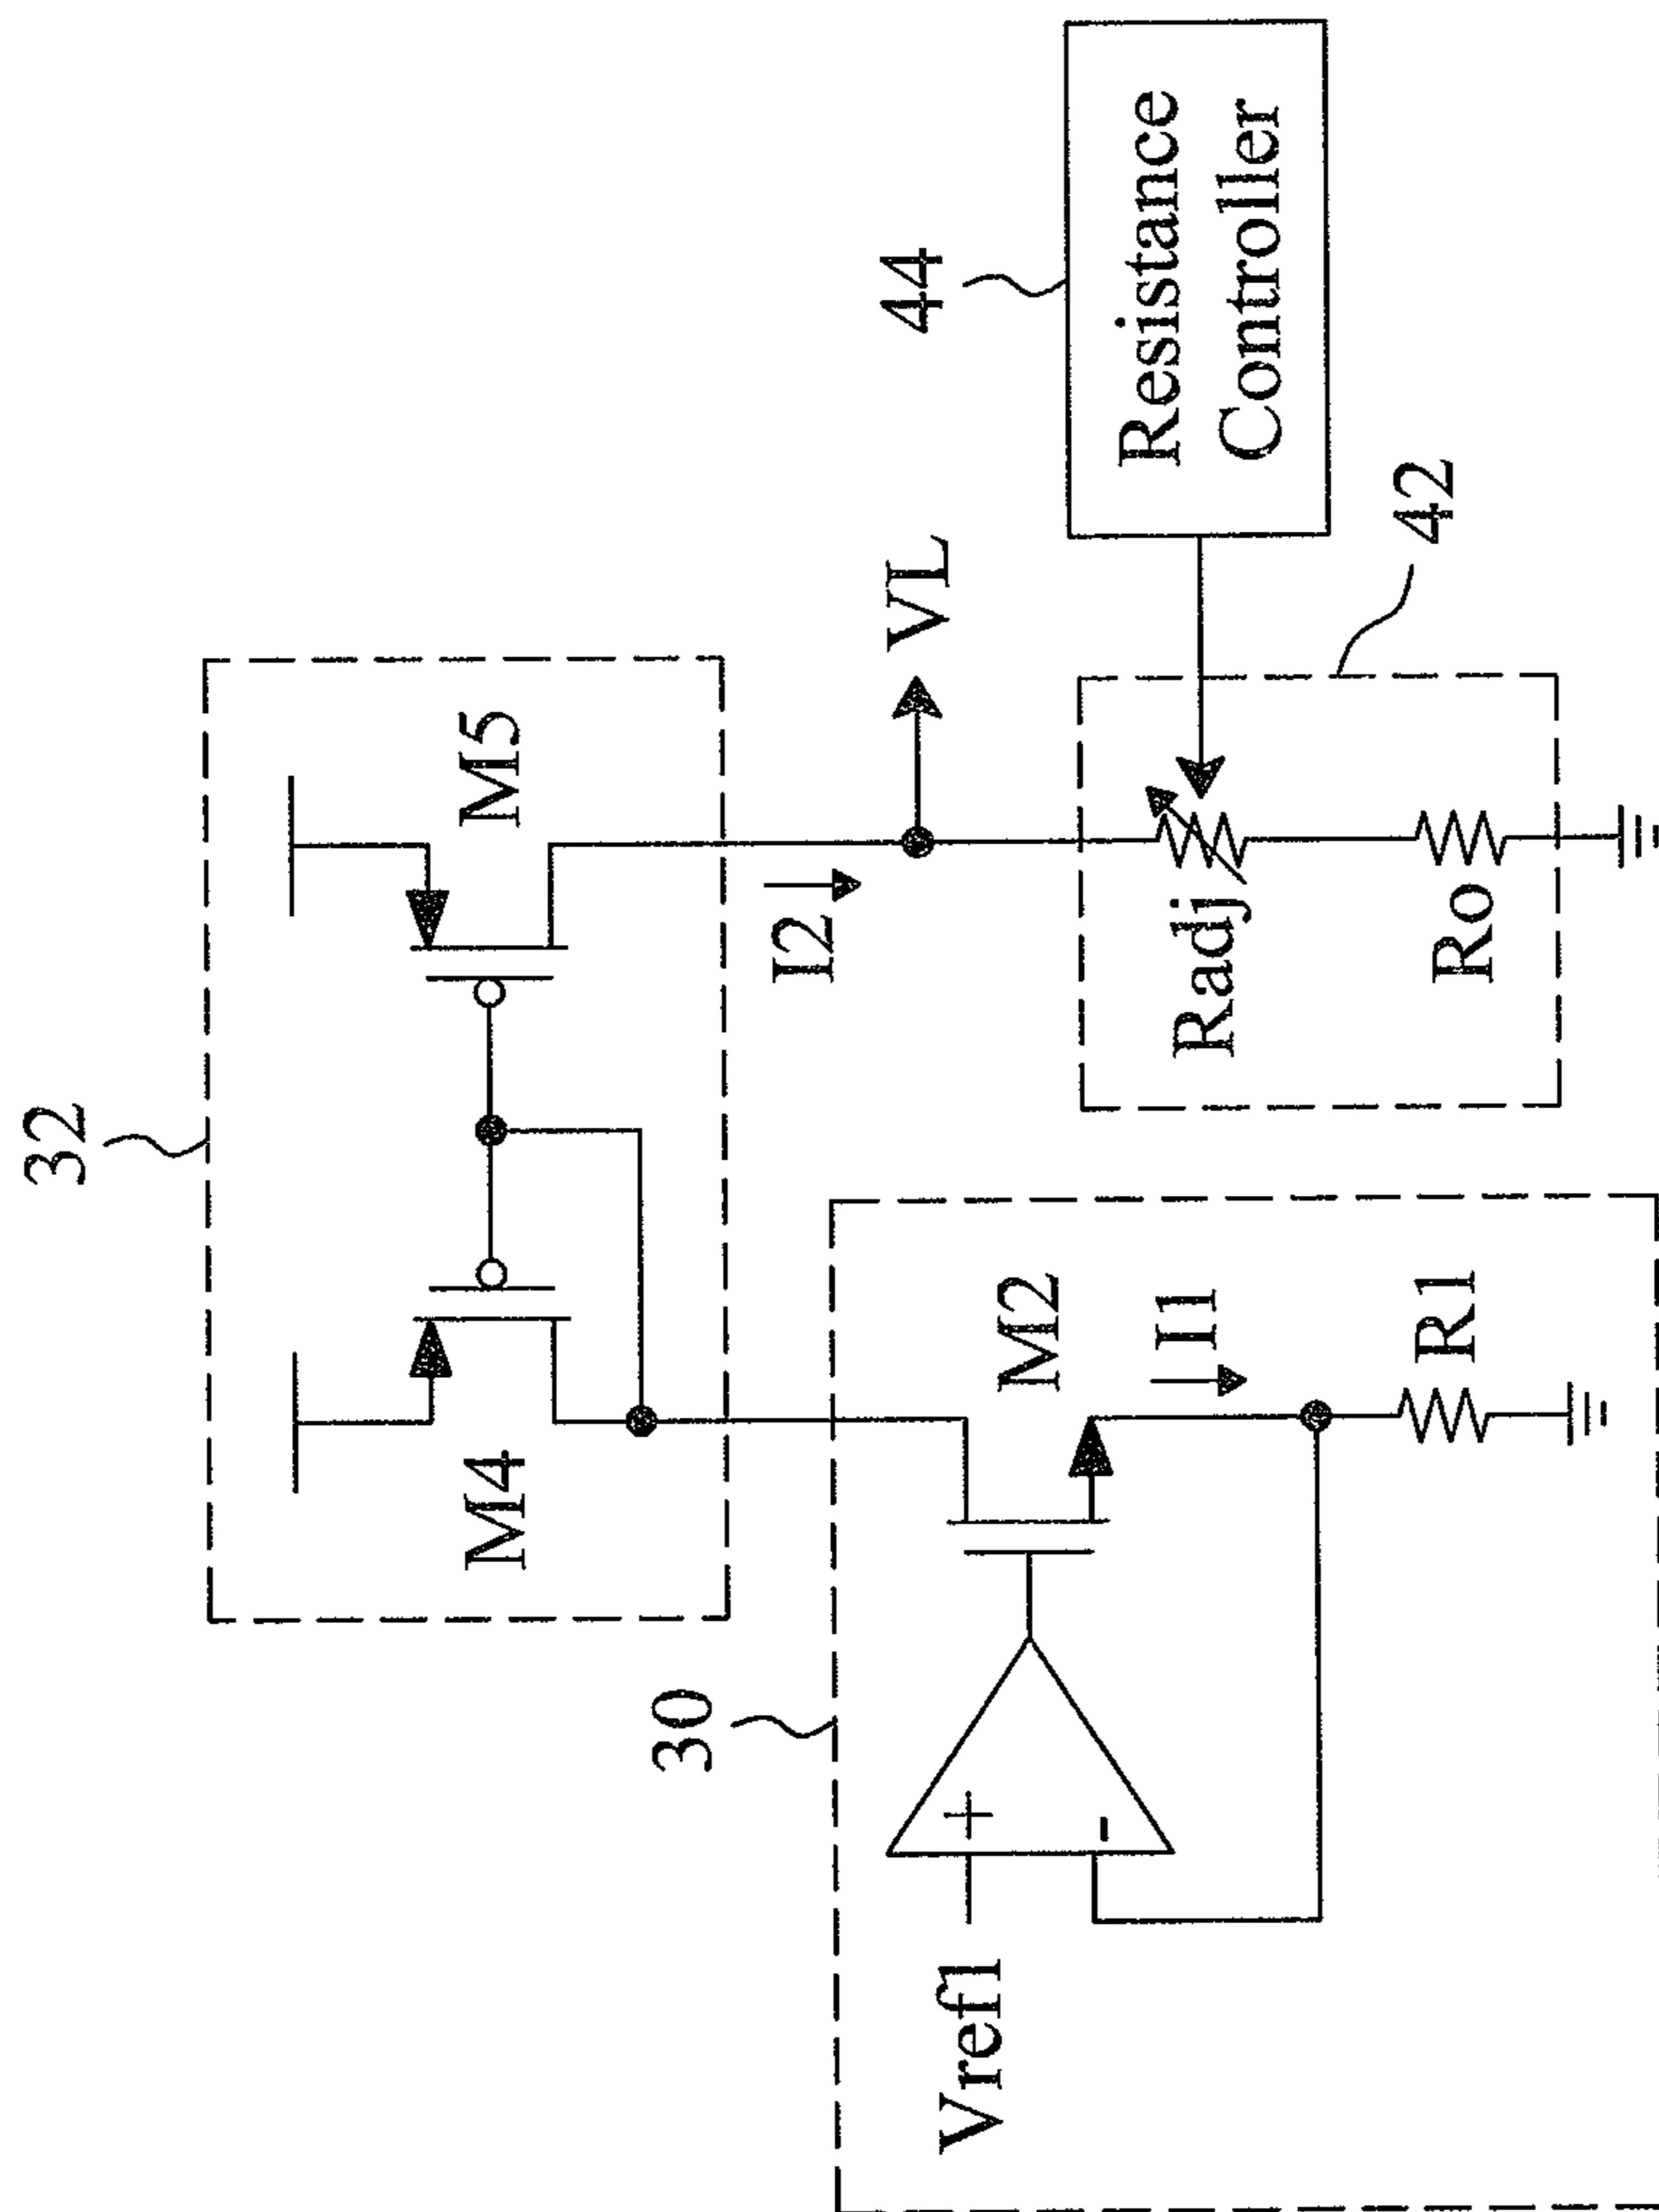 32
M4
M5
I2
VL
44
Resistance
Controller
30
Vref1
+
-
M2
I1
R1
Radj
Ro
42